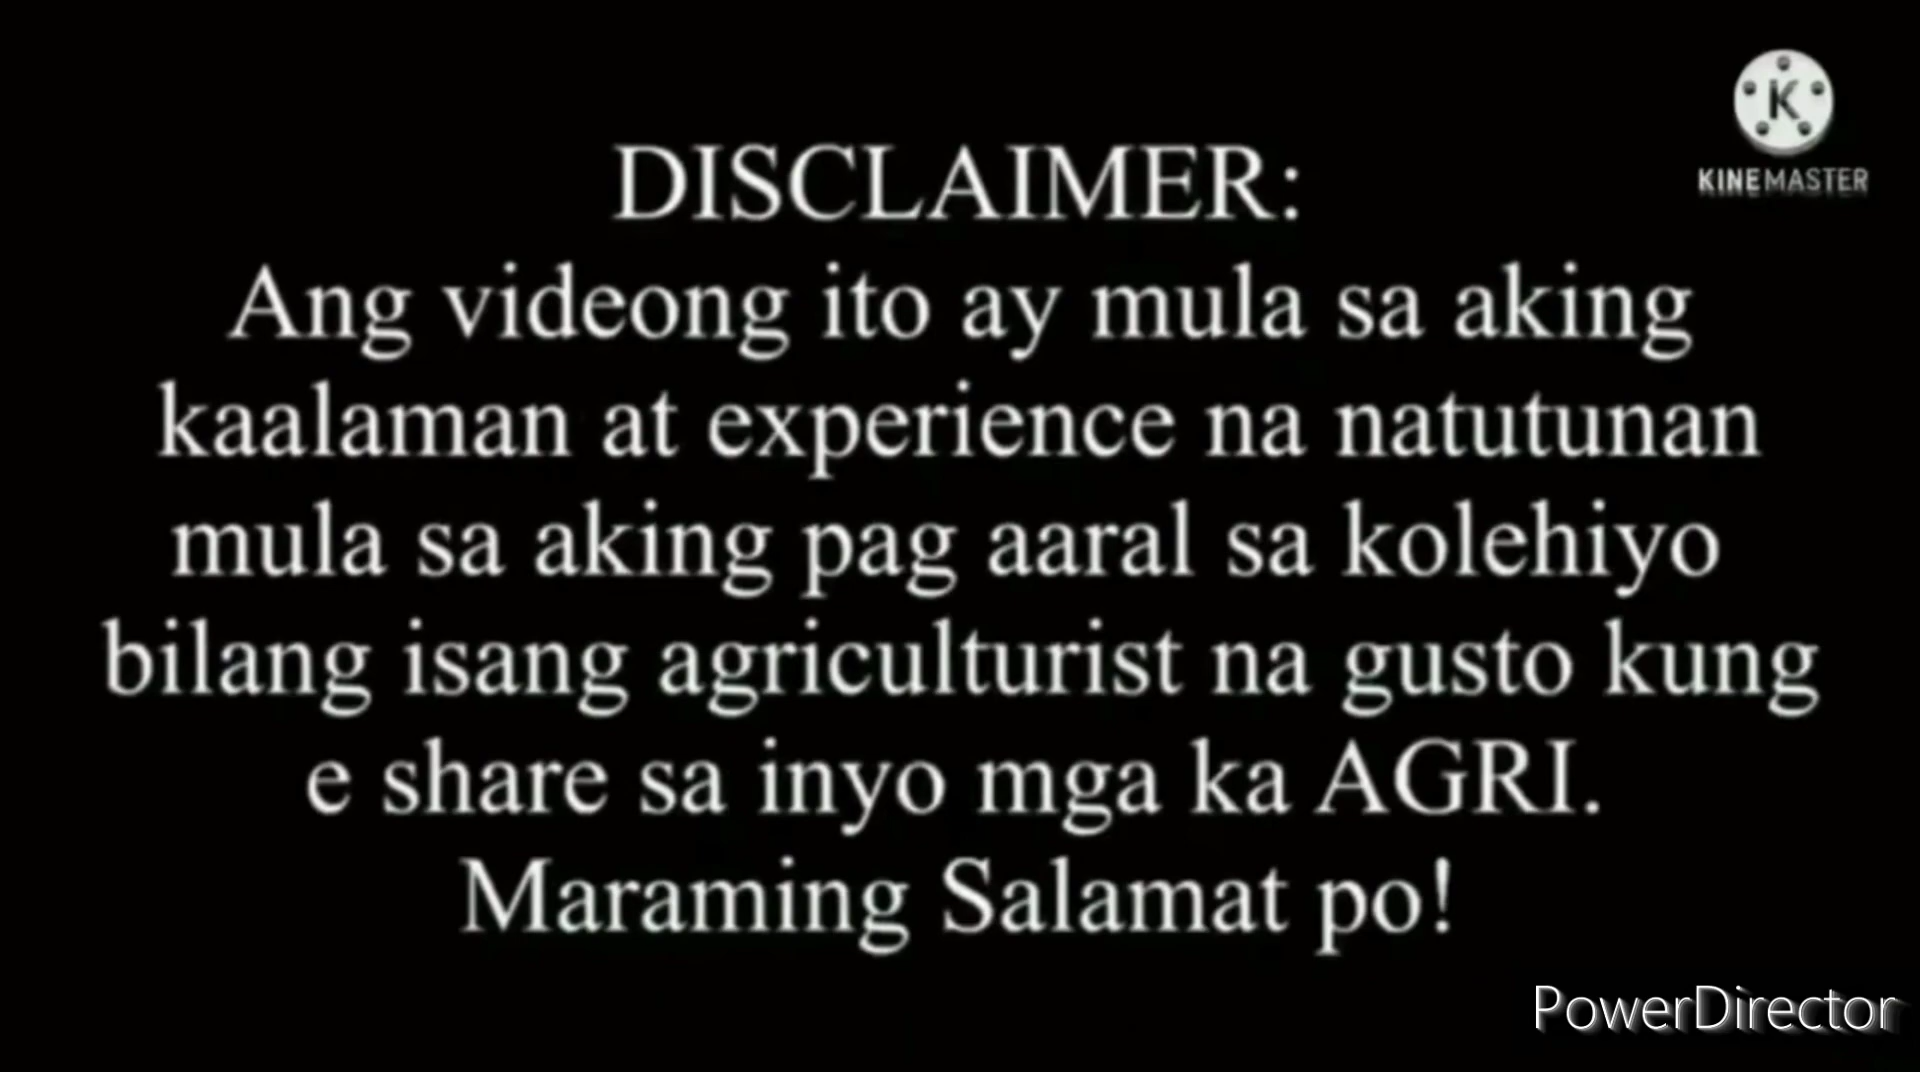 KINEMASTER
DISCLAIMER:
Ang videong ito ay mula sa aking
kaalaman at experience na natutunan
mula sa aking pag aaral sa kolehiyo
bilang isang agriculturist na gusto kung
e share sa inyo mga ka AGRI.
Maraming Salamat po!
PowerDirector